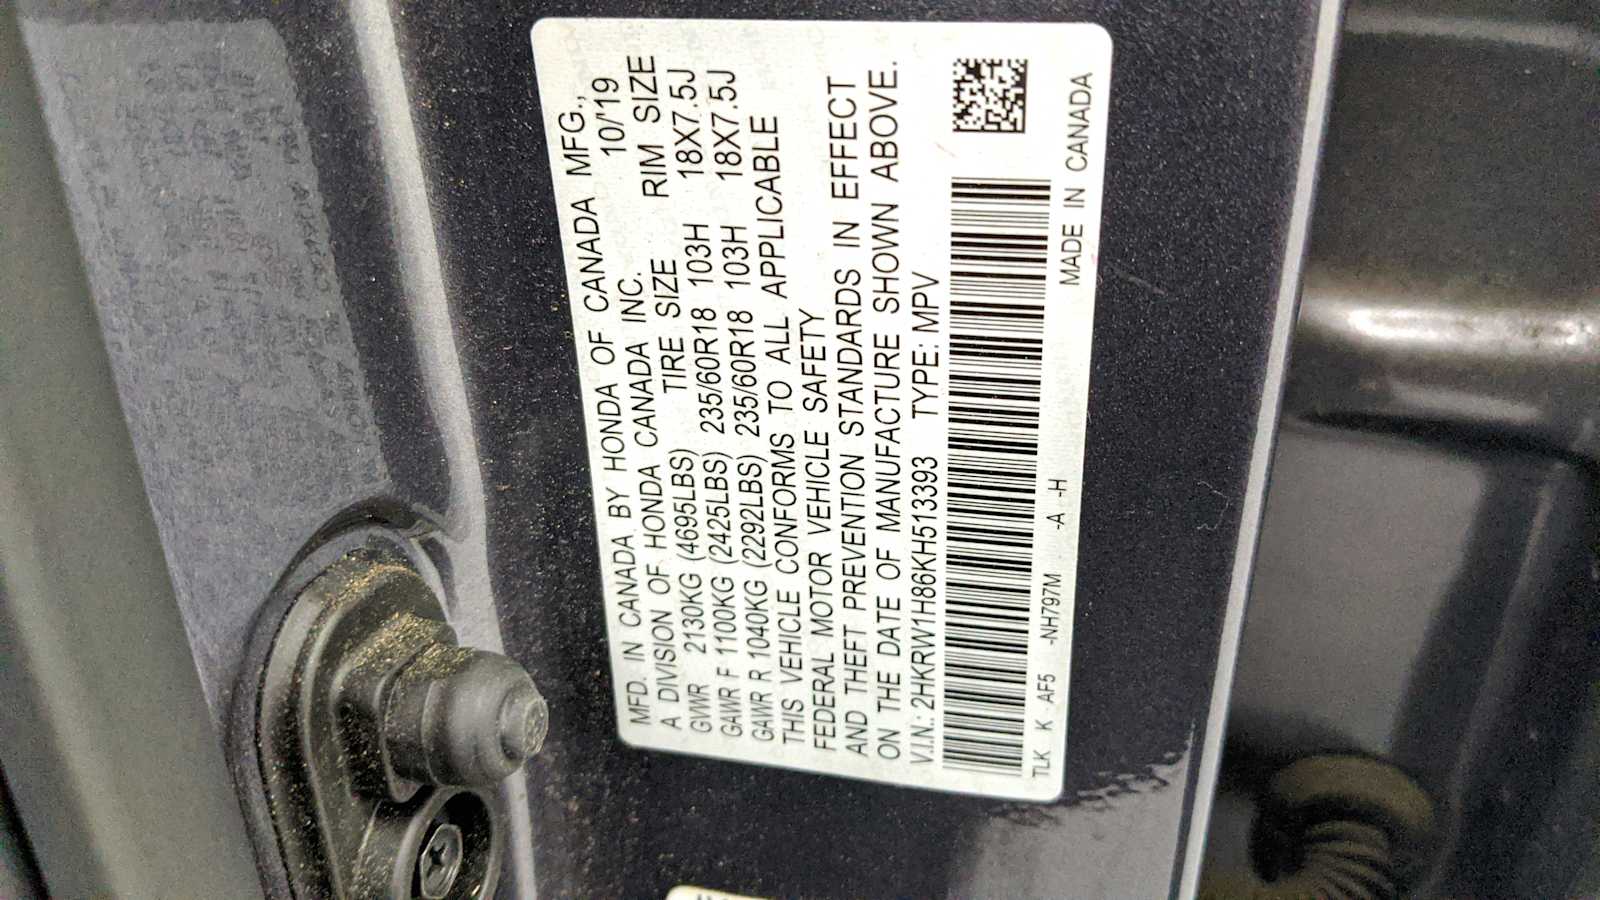 MFD. IN CANADA BY HONDA OF CANADA MFG.,
A DIVISION OF HONDA CANADA INC. 10/'19
TIRE SIZE RIM SIZE
GVWR 2130KG (4695LBS)
GAWR F 1100KG (2425LBS) 235/60R18 103H 18X7.5J
GAWR R 1040KG (2292LBS) 235/60R18 103H 18X7.5J
THIS VEHICLE CONFORMS TO ALL APPLICABLE
FEDERAL MOTOR VEHICLE SAFETY
AND THEFT PREVENTION STANDARDS IN EFFECT
ON THE DATE OF MANUFACTURE SHOWN ABOVE.
V.I.N.: 2HKRW1H86KH513393 TYPE: MPV
TLK K AF5 -NH797M -A -H MADE IN CANADA